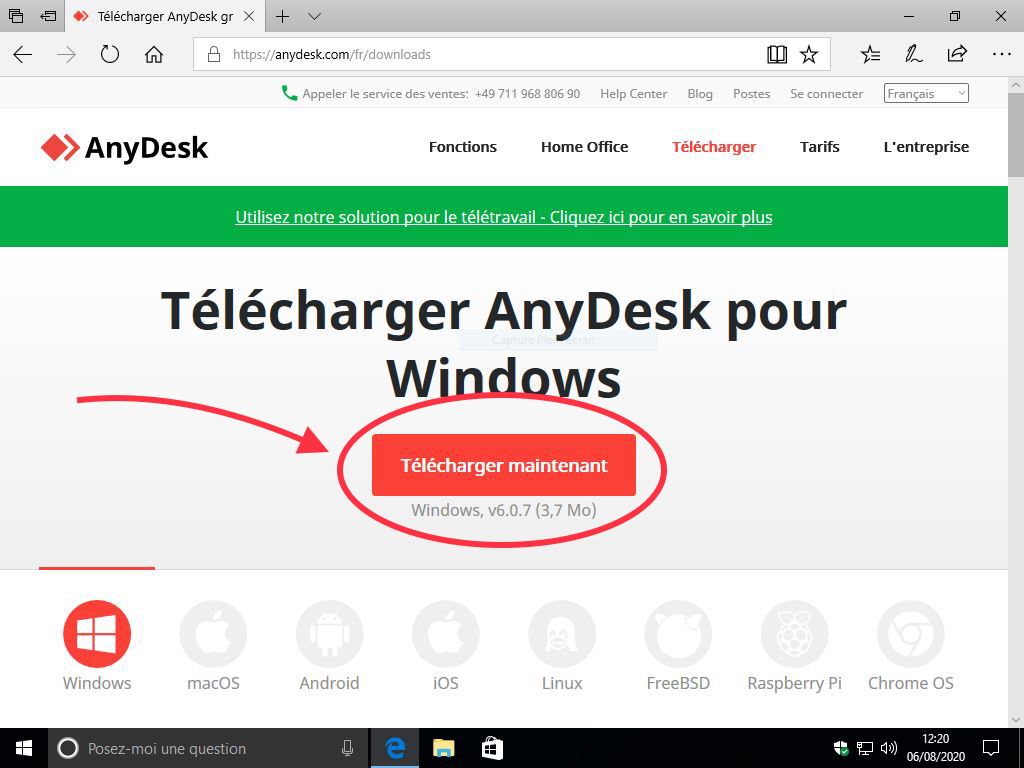 Télécharger AnyDesk gr
https://anydesk.com/fr/downloads
Appeler le service des ventes: +49 711 968 806 90 Help Center Blog Postes Se connecter Français
AnyDesk Fonctions Home Office Télécharger Tarifs L'entreprise
Utilisez notre solution pour le télétravail - Cliquez ici pour en savoir plus
Télécharger AnyDesk pour
Capture Plein écran
Windows
Télécharger maintenant
Windows, v6.0.7 (3,7 Mo)
Windows macOS Android iOS Linux FreeBSD Raspberry Pi Chrome OS
Posez-moi une question
12:20
06/08/2020